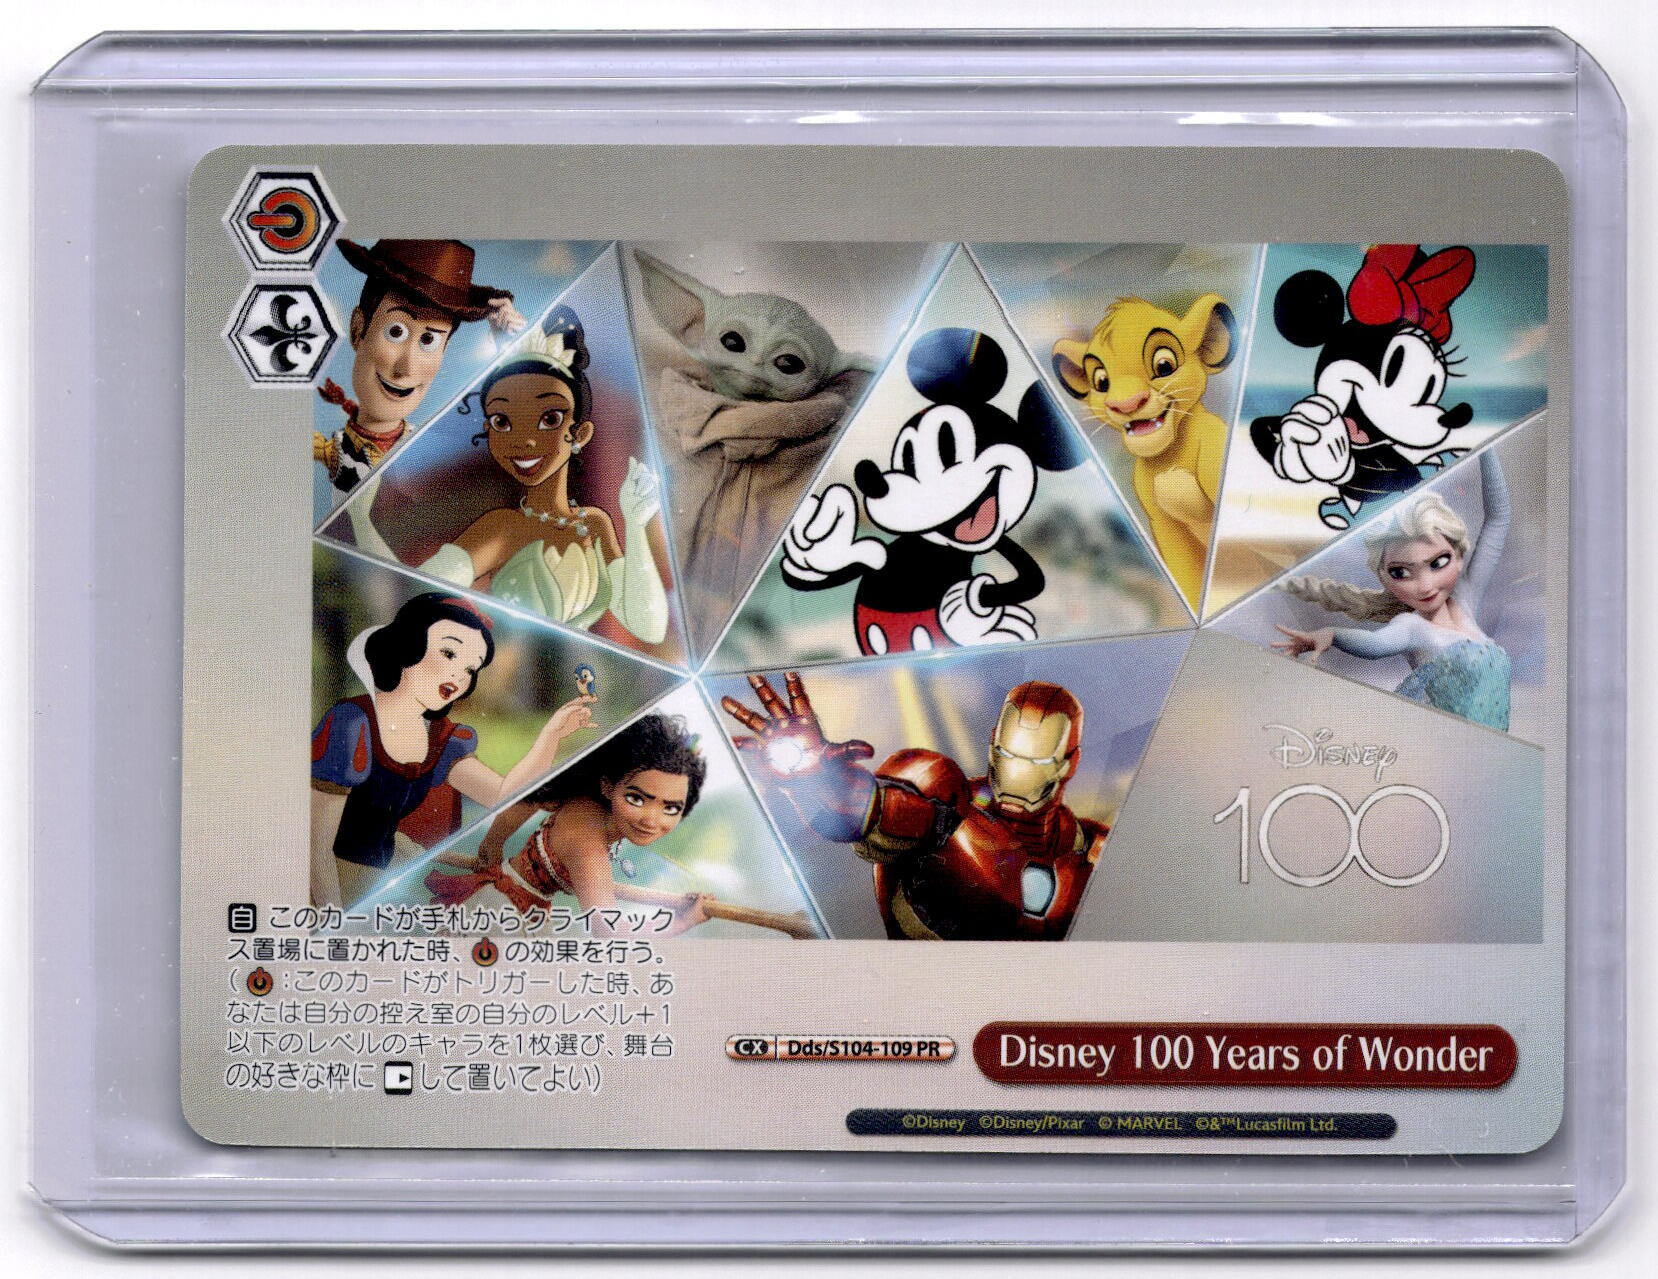 Disney
100
自 このカードが手札からクライマック
ス置場に置かれた時、の効果を行う。
(:このカードがトリガーした時、あ
なたは自分の控え室の自分のレベル+1
以下のレベルのキャラを1枚選び、舞台
の好きな枠にして置いてよい)
CX Dds/S104-109 PR
Disney 100 Years of Wonder
©Disney ©Disney/Pixar © MARVEL ©&™Lucasfilm Ltd.